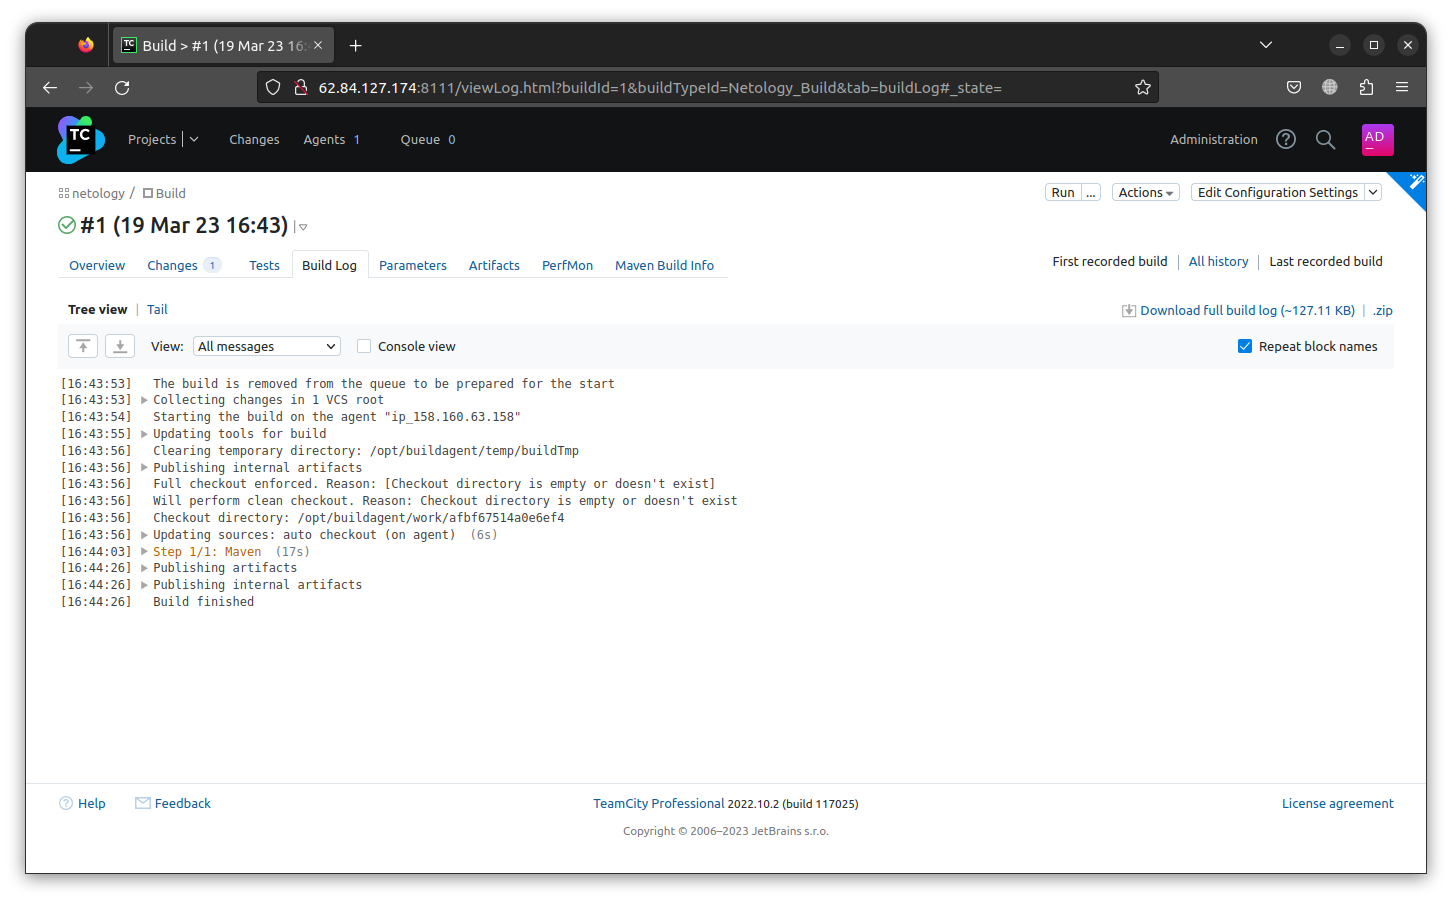 TC Build > #1 (19 Mar 23 16:
62.84.127.174:8111/viewLog.html?buildId=1&buildTypeId=Netology_Build&tab=buildLog#_state=
TC Projects Changes Agents 1 Queue 0 Administration AD
netology / Build Run ... Actions Edit Configuration Settings
#1 (19 Mar 23 16:43)
Overview Changes 1 Tests Build Log Parameters Artifacts PerfMon Maven Build Info First recorded build | All history | Last recorded build
Tree view | Tail Download full build log (~127.11 KB) | .zip
View: All messages Console view Repeat block names
[16:43:53] The build is removed from the queue to be prepared for the start
[16:43:53] Collecting changes in 1 VCS root
[16:43:54] Starting the build on the agent "ip_158.160.63.158"
[16:43:55] Updating tools for build
[16:43:56] Clearing temporary directory: /opt/buildagent/temp/buildTmp
[16:43:56] Publishing internal artifacts
[16:43:56] Full checkout enforced. Reason: [Checkout directory is empty or doesn't exist]
[16:43:56] Will perform clean checkout. Reason: Checkout directory is empty or doesn't exist
[16:43:56] Checkout directory: /opt/buildagent/work/afbf67514a0e6ef4
[16:43:56] Updating sources: auto checkout (on agent) (6s)
[16:44:03] Step 1/1: Maven (17s)
[16:44:26] Publishing artifacts
[16:44:26] Publishing internal artifacts
[16:44:26] Build finished
Help Feedback TeamCity Professional 2022.10.2 (build 117025) License agreement
Copyright © 2006–2023 JetBrains s.r.o.